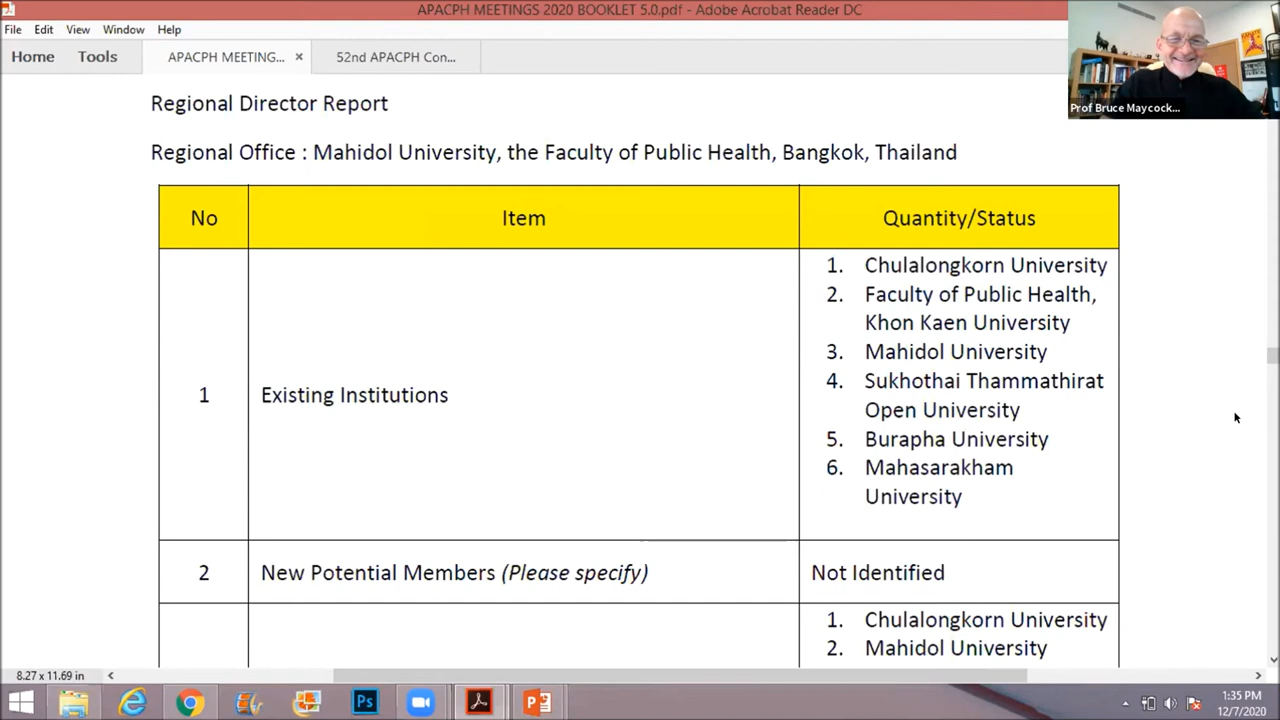 APACPH MEETINGS 2020 BOOKLET 5.0.pdf - Adobe Acrobat Reader DC
File Edit View Window Help
Home Tools APACPH MEETING... × 52nd APACPH Con...
Prof Bruce Maycock...
Regional Director Report
Regional Office : Mahidol University, the Faculty of Public Health, Bangkok, Thailand
No Item Quantity/Status
1 Existing Institutions
1. Chulalongkorn University
2. Faculty of Public Health,
Khon Kaen University
3. Mahidol University
4. Sukhothai Thammathirat
Open University
5. Burapha University
6. Mahasarakham
University
2 New Potential Members (Please specify) Not Identified
1. Chulalongkorn University
2. Mahidol University
8.27 x 11.69 in
Ps
1:35 PM
12/7/2020